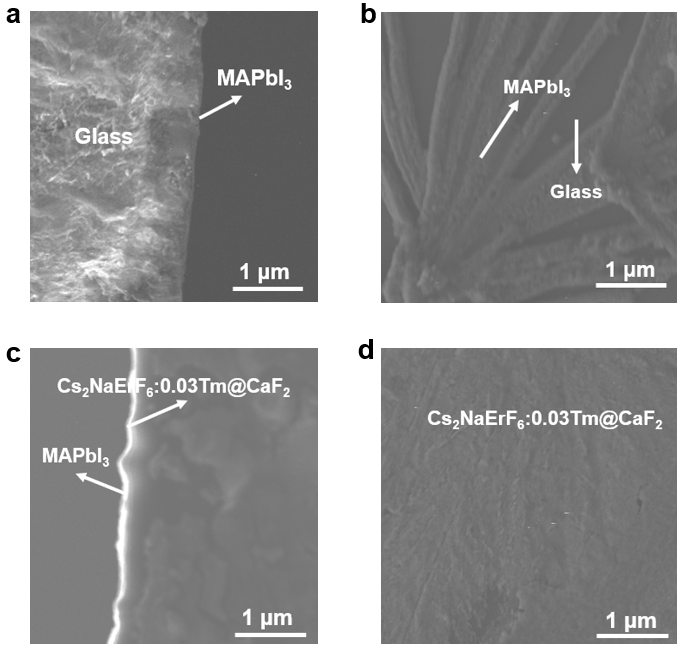 a
MAPbI₃
Glass
1 μm
b
MAPbI₃
Glass
1 μm
c
Cs₂NaErF₆:0.03Tm@CaF₂
MAPbI₃
1 μm
d
Cs₂NaErF₆:0.03Tm@CaF₂
1 μm